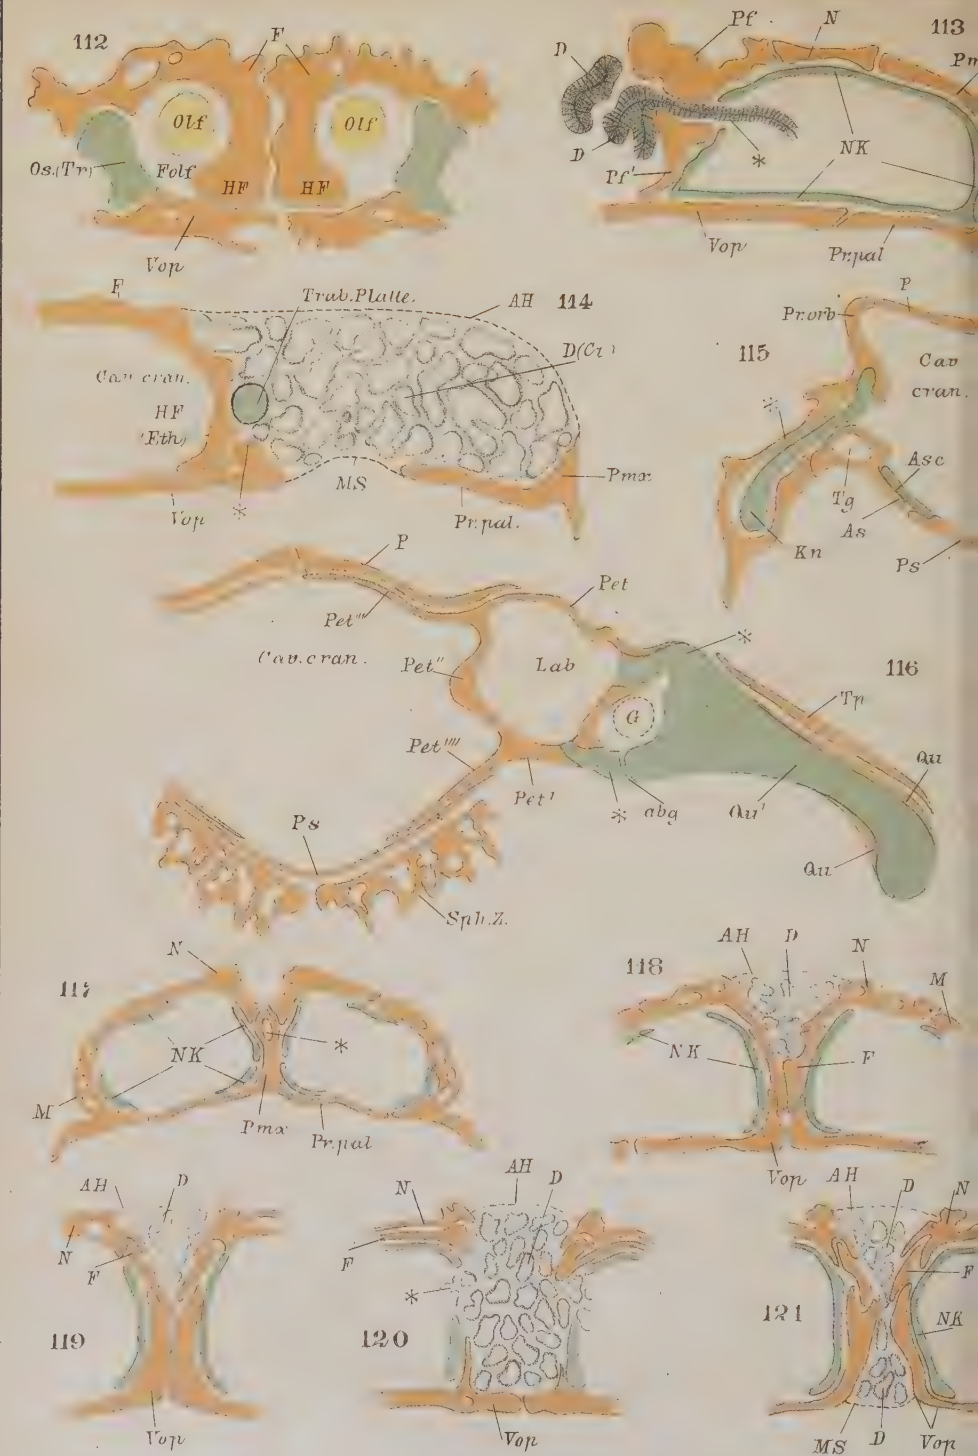 112
F
Olf
Olf
Os.(Tr)
Folf
HF
HF
Vop
113
Pf
N
D
Pm
D
*
NK
Pf'
Vop
Pr.pal
114
F
Trab.Platte.
AH
D(Cr)
Cav cran.
HF
(Eth)
Pmx
MS
Vop
*
Pr.pal.
115
P
Pr.orb
Cav
cran.
*
Asc
Tg
As
Kn
Ps
116
P
Pet
Pet'''
*
Cav.cran.
Pet''
Lab
Tp
G
Pet''''
Qu
Pet'
*
abg
Qu'
Ps
Qu
Sph.Z.
117
N
*
NK
M
Pmx
Pr.pal
118
AH
D
N
M
NK
F
Vop
119
AH
D
N
F
Vop
120
AH
D
N
F
*
Vop
121
AH
D
N
F
NK
MS
D
Vop